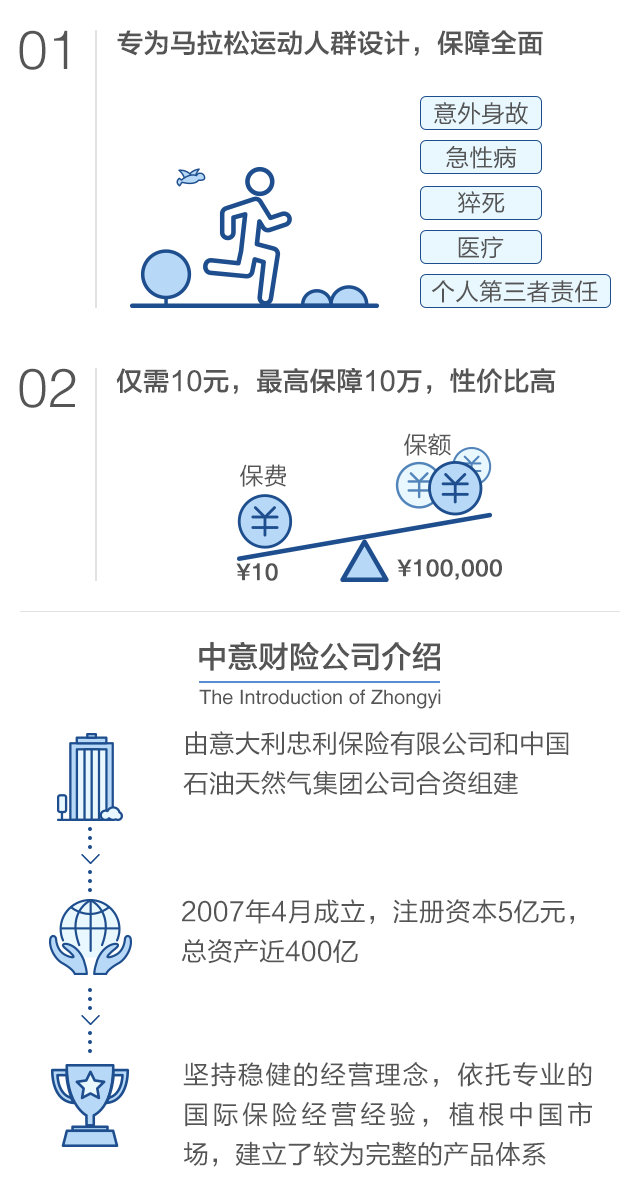 01
专为马拉松运动人群设计，保障全面
意外身故
急性病
猝死
医疗
个人第三者责任
02
仅需10元，最高保障10万，性价比高
保额
保费
¥10
¥100,000
中意财险公司介绍
The Introduction of Zhongyi
由意大利忠利保险有限公司和中国
石油天然气集团公司合资组建
2007年4月成立，注册资本5亿元，
总资产近400亿
坚持稳健的经营理念，依托专业的
国际保险经营经验，植根中国市
场，建立了较为完整的产品体系